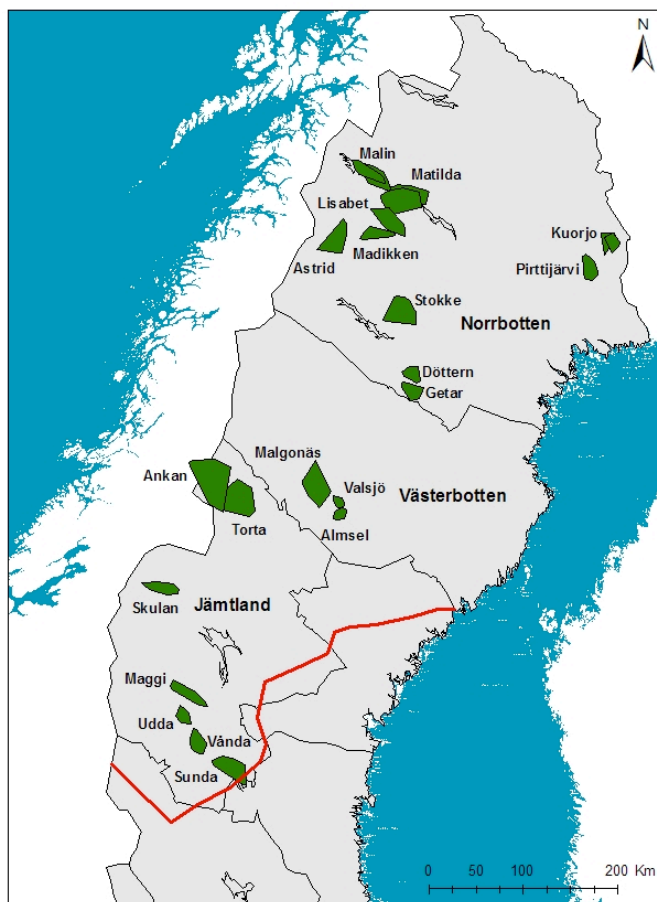 N
Malin
Matilda
Lisabet
Kuorjo
Madikken
Astrid
Pirttijärvi
Stokke
Norrbotten
Döttern
Getar
Malgonäs
Ankan
Valsjö
Västerbotten
Torta
Almsel
Skulan
Jämtland
Maggi
Udda
Vånda
Sunda
0 50 100 200 Km